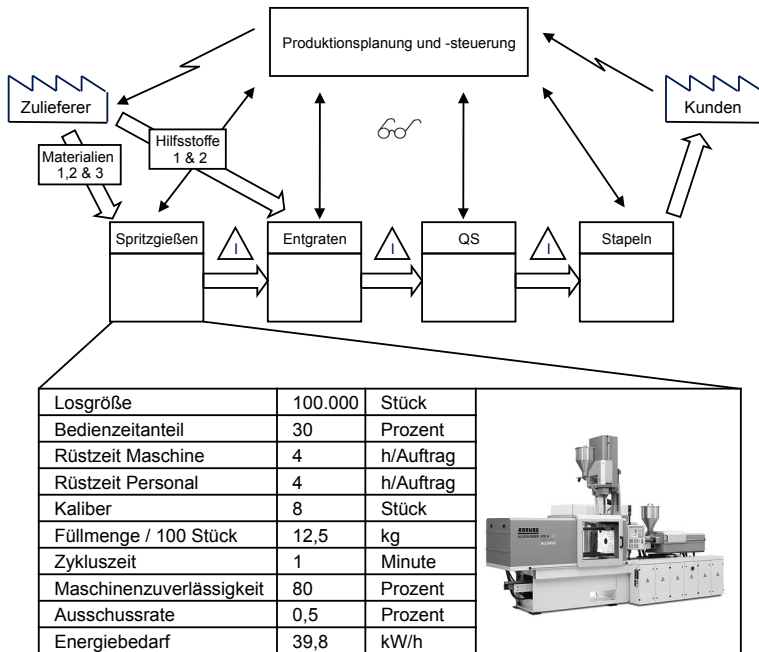 Produktionsplanung und -steuerung
Zulieferer
Kunden
Hilfsstoffe
1 & 2
Materialien
1,2 & 3
Spritzgießen
Entgraten
QS
Stapeln
I
I
I
Losgröße 100.000 Stück
Bedienzeitanteil 30 Prozent
Rüstzeit Maschine 4 h/Auftrag
Rüstzeit Personal 4 h/Auftrag
Kaliber 8 Stück
Füllmenge / 100 Stück 12,5 kg
Zykluszeit 1 Minute
Maschinenzuverlässigkeit 80 Prozent
Ausschussrate 0,5 Prozent
Energiebedarf 39,8 kW/h
ARBURG